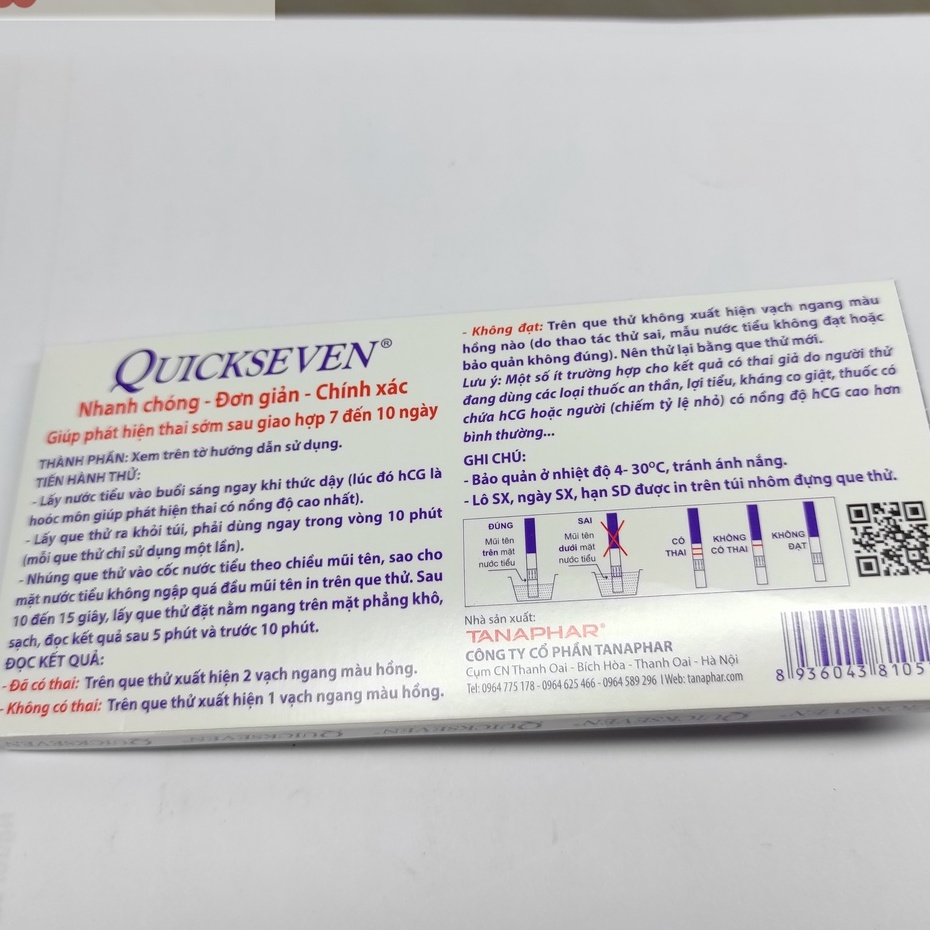 QUICKSEVEN®
Nhanh chóng - Đơn giản - Chính xác
Giúp phát hiện thai sớm sau giao hợp 7 đến 10 ngày
THÀNH PHẦN: Xem trên tờ hướng dẫn sử dụng.
TIẾN HÀNH THỬ:
- Lấy nước tiểu vào buổi sáng ngay khi thức dậy (lúc đó hCG là
hoóc môn giúp phát hiện thai có nồng độ cao nhất).
- Lấy que thử ra khỏi túi, phải dùng ngay trong vòng 10 phút
(mỗi que thử chỉ sử dụng một lần).
- Nhúng que thử vào cốc nước tiểu theo chiều mũi tên, sao cho
mặt nước tiểu không ngập quá đầu mũi tên in trên que thử. Sau
10 đến 15 giây, lấy que thử đặt nằm ngang trên mặt phẳng khô,
sạch, đọc kết quả sau 5 phút và trước 10 phút.
ĐỌC KẾT QUẢ:
- Đã có thai: Trên que thử xuất hiện 2 vạch ngang màu hồng.
- Không có thai: Trên que thử xuất hiện 1 vạch ngang màu hồng.
- Không đạt: Trên que thử không xuất hiện vạch ngang màu
hồng nào (do thao tác thử sai, mẫu nước tiểu không đạt hoặc
bảo quản không đúng). Nên thử lại bằng que thử mới.
Lưu ý: Một số ít trường hợp cho kết quả có thai giả do người thử
đang dùng các loại thuốc an thần, lợi tiểu, kháng co giật, thuốc có
chứa hCG hoặc người (chiếm tỷ lệ nhỏ) có nồng độ hCG cao hơn
bình thường...
GHI CHÚ:
- Bảo quản ở nhiệt độ 4- 30ºC, tránh ánh nắng.
- Lô SX, ngày SX, hạn SD được in trên túi nhôm đựng que thử.
ĐÚNG
Mũi tên
trên mặt
nước tiểu
SAI
Mũi tên
dưới mặt
nước tiểu
CÓ
THAI
KHÔNG
CÓ THAI
KHÔNG
ĐẠT
Nhà sản xuất:
TANAPHAR®
CÔNG TY CỔ PHẦN TANAPHAR
Cụm CN Thanh Oai - Bích Hòa - Thanh Oai - Hà Nội
Tel: 0964 775 178 - 0964 625 466 - 0964 589 296 I Web: tanaphar.com
8 936043 8105
QUICKSEVEN QUICKSEVEN QUICKSEVEN QUICKSEVEN QUICKSEVEN